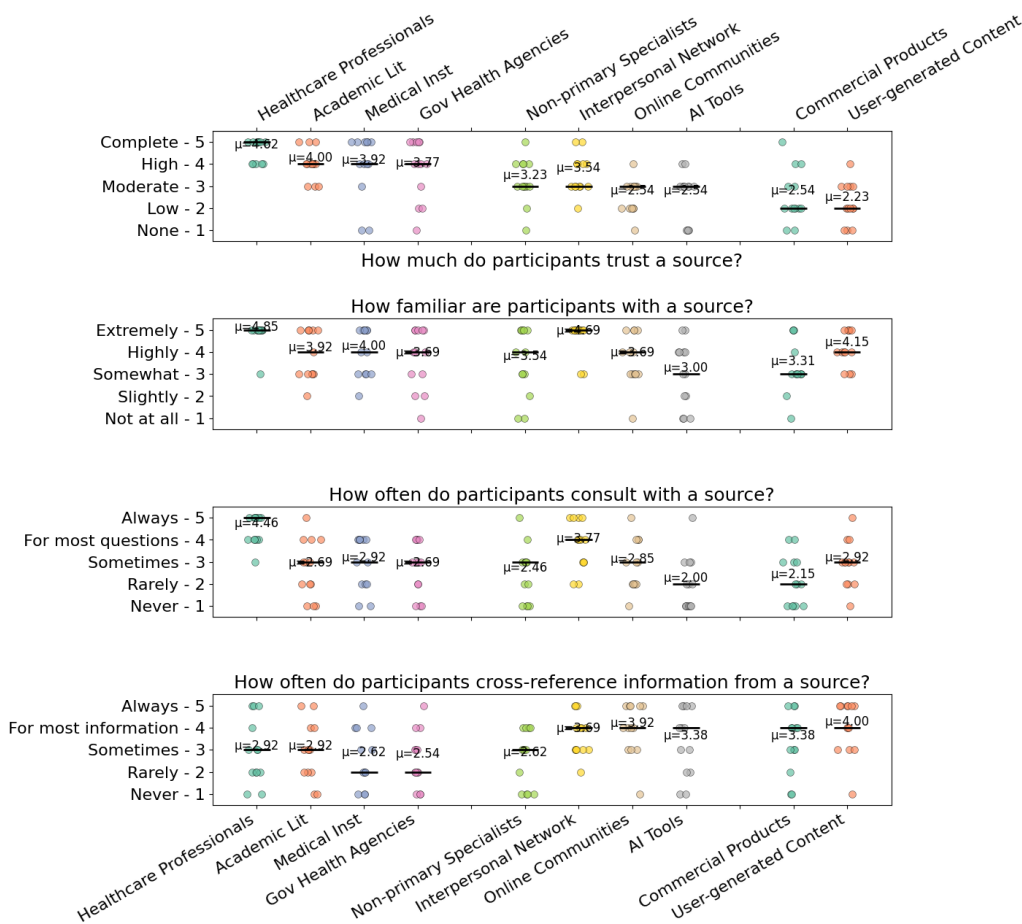 Healthcare Professionals
Academic Lit
Medical Inst
Gov Health Agencies
Non-primary Specialists
Interpersonal Network
Online Communities
AI Tools
Commercial Products
User-generated Content
Complete - 5
High - 4
Moderate - 3
Low - 2
None - 1
μ=4.62
μ=4.00
μ=3.92
μ=3.77
μ=3.23
μ=3.54
μ=2.54
μ=2.54
μ=2.54
μ=2.23
How much do participants trust a source?
How familiar are participants with a source?
Extremely - 5
Highly - 4
Somewhat - 3
Slightly - 2
Not at all - 1
μ=4.85
μ=3.92
μ=4.00
μ=3.69
μ=3.54
μ=4.69
μ=3.69
μ=3.00
μ=3.31
μ=4.15
How often do participants consult with a source?
Always - 5
For most questions - 4
Sometimes - 3
Rarely - 2
Never - 1
μ=4.46
μ=2.69
μ=2.92
μ=2.69
μ=2.46
μ=3.77
μ=2.85
μ=2.00
μ=2.15
μ=2.92
How often do participants cross-reference information from a source?
Always - 5
For most information - 4
Sometimes - 3
Rarely - 2
Never - 1
μ=2.92
μ=2.92
μ=2.62
μ=2.54
μ=2.62
μ=3.69
μ=3.92
μ=3.38
μ=3.38
μ=4.00
Healthcare Professionals
Academic Lit
Medical Inst
Gov Health Agencies
Non-primary Specialists
Interpersonal Network
Online Communities
AI Tools
Commercial Products
User-generated Content